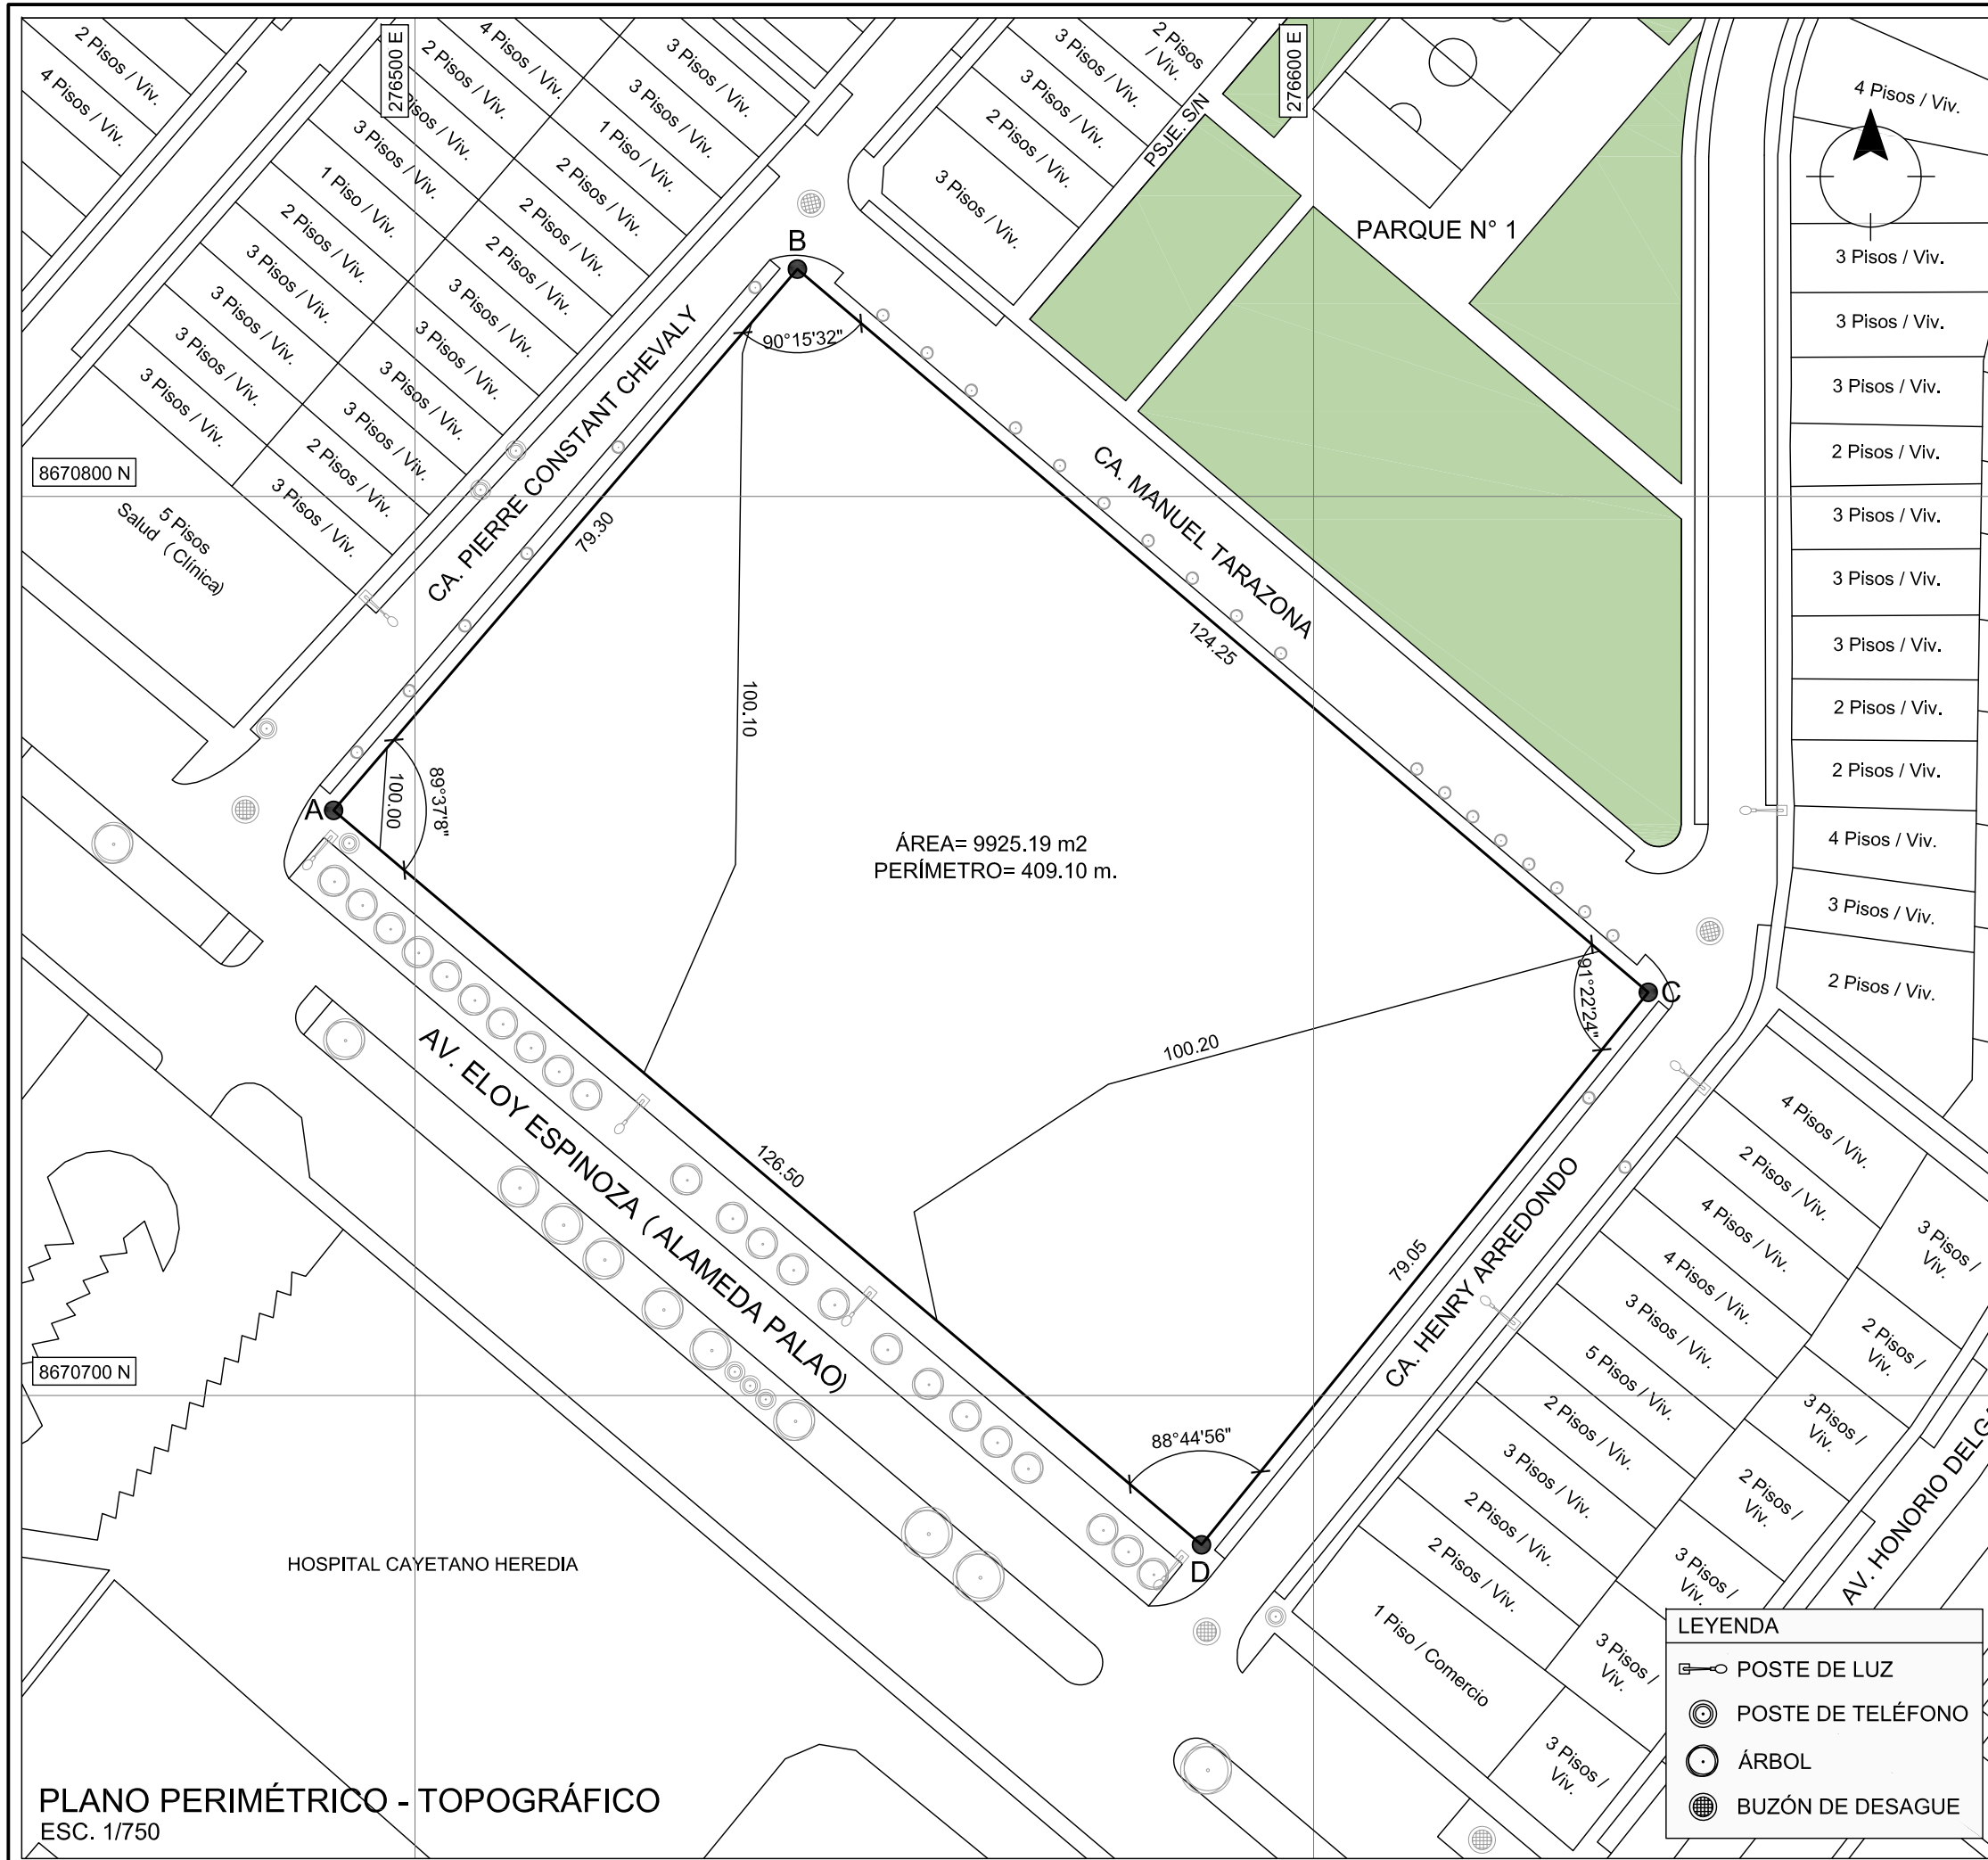 276500 E
276600 E
2 Pisos / Viv.
4 Pisos / Viv.
2 Pisos / Viv.
4 Pisos / Viv.
3 Pisos / Viv.
3 Pisos / Viv.
1 Piso / Viv.
2 Pisos / Viv.
2 Pisos / Viv.
2 Pisos / Viv.
3 Pisos / Viv.
3 Pisos / Viv.
3 Pisos / Viv.
3 Pisos / Viv.
2 Pisos / Viv.
3 Pisos / Viv.
Pisos / Viv.
3 Pisos / Viv.
1 Piso / Viv.
2 Pisos / Viv.
3 Pisos / Viv.
3 Pisos / Viv.
3 Pisos / Viv.
3 Pisos / Viv.
5 Pisos
Salud (Clínica)
2 Pisos
/ Viv.
3 Pisos / Viv.
3 Pisos / Viv.
2 Pisos / Viv.
3 Pisos / Viv.
PSJE. S/N
PARQUE N° 1
4 Pisos / Viv.
3 Pisos / Viv.
3 Pisos / Viv.
3 Pisos / Viv.
2 Pisos / Viv.
3 Pisos / Viv.
3 Pisos / Viv.
3 Pisos / Viv.
2 Pisos / Viv.
2 Pisos / Viv.
4 Pisos / Viv.
3 Pisos / Viv.
2 Pisos / Viv.
8670800 N
8670700 N
B
90°15'32"
CA. PIERRE CONSTANT CHEVALY
79.30
100.10
CA. MANUEL TARAZONA
124.25
A
100.00
89°37'8"
ÁREA= 9925.19 m2
PERÍMETRO= 409.10 m.
C
91°22'24"
100.20
AV. ELOY ESPINOZA (ALAMEDA PALAO)
126.50
79.05
CA. HENRY ARREDONDO
88°44'56"
D
4 Pisos / Viv.
2 Pisos / Viv.
4 Pisos / Viv.
4 Pisos / Viv.
3 Pisos / Viv.
5 Pisos / Viv.
2 Pisos / Viv.
3 Pisos / Viv.
2 Pisos / Viv.
2 Pisos / Viv.
1 Piso / Comercio
3 Pisos /
Viv.
2 Pisos /
Viv.
3 Pisos /
Viv.
2 Pisos /
Viv.
3 Pisos /
Viv.
3 Pisos /
Viv.
3 Pisos /
Viv.
AV. HONORIO DELG
HOSPITAL CAYETANO HEREDIA
LEYENDA
POSTE DE LUZ
POSTE DE TELÉFONO
ÁRBOL
BUZÓN DE DESAGUE
PLANO PERIMÉTRICO - TOPOGRÁFICO
ESC. 1/750